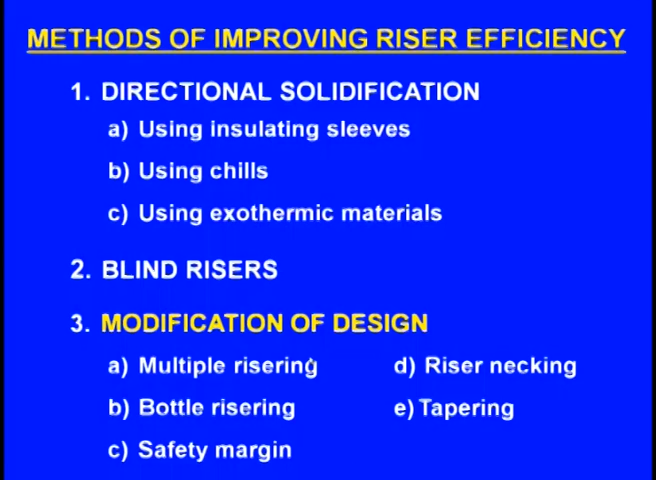 METHODS OF IMPROVING RISER EFFICIENCY
1. DIRECTIONAL SOLIDIFICATION
a) Using insulating sleeves
b) Using chills
c) Using exothermic materials
2. BLIND RISERS
3. MODIFICATION OF DESIGN
a) Multiple risering
b) Bottle risering
c) Safety margin
d) Riser necking
e) Tapering